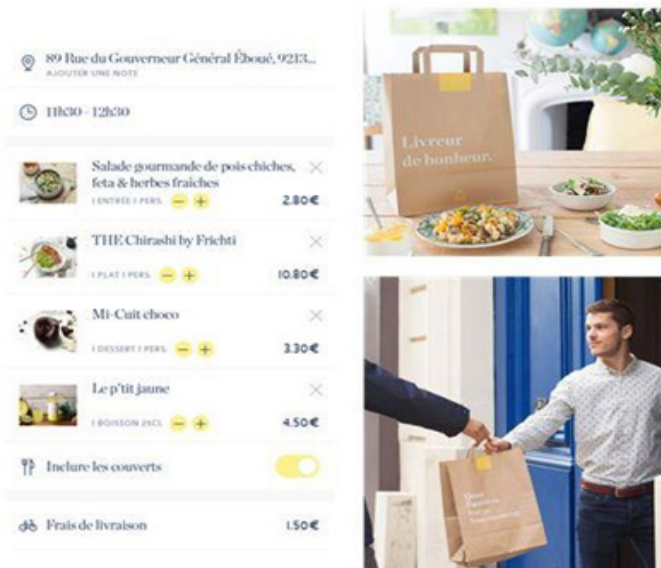 89 Rue du Gouverneur Général Éboué, 9213...
AJOUTER UNE NOTE
11h30 - 12h30
Salade gourmande de pois chiches,
feta & herbes fraîches
1 ENTRÉE 1 PERS. − +
2.80€
THE Chirashi by Frichti
1 PLAT 1 PERS. − +
10.80€
Mi-Cuit choco
1 DESSERT 1 PERS. − +
3.30€
Le p'tit jaune
1 BOISSON 25CL − +
4.50€
Inclure les couverts
Frais de livraison
1.50€
Livreur
de bonheur.